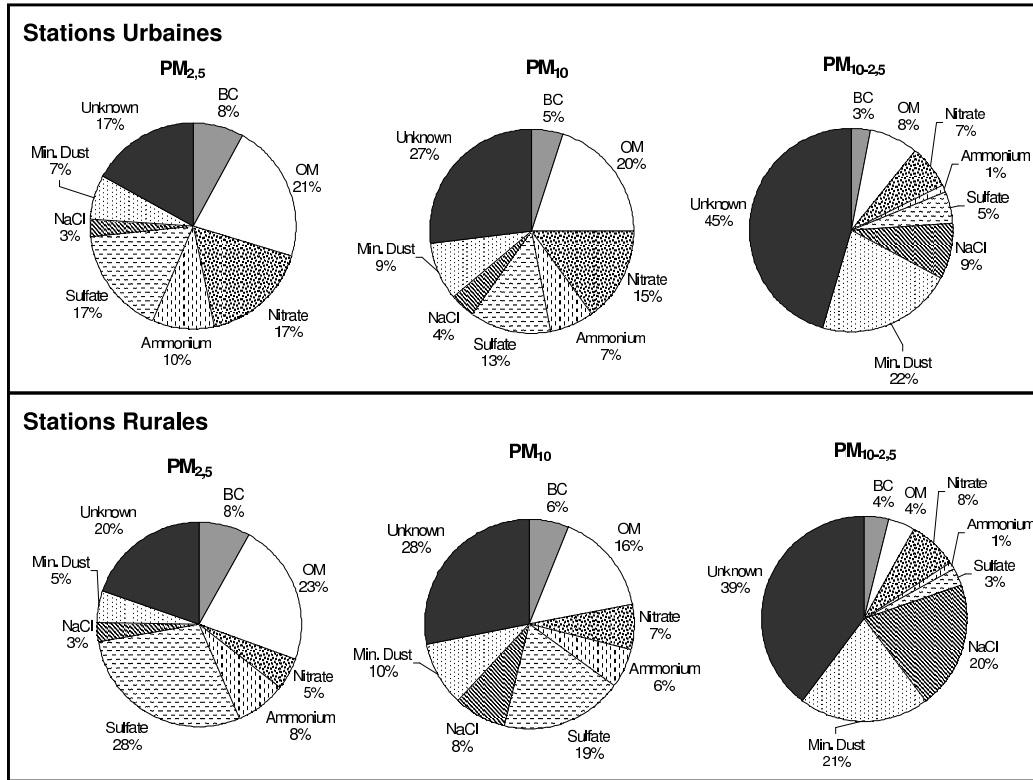 Stations Urbaines
PM2,5
BC
8%
OM
21%
Nitrate
17%
Ammonium
10%
Sulfate
17%
NaCl
3%
Min. Dust
7%
Unknown
17%
PM10
BC
5%
OM
20%
Nitrate
15%
Ammonium
7%
Sulfate
13%
NaCl
4%
Min. Dust
9%
Unknown
27%
PM10-2,5
BC
3%
OM
8%
Nitrate
7%
Ammonium
1%
Sulfate
5%
NaCl
9%
Min. Dust
22%
Unknown
45%
Stations Rurales
PM2,5
BC
8%
OM
23%
Nitrate
5%
Ammonium
8%
Sulfate
28%
NaCl
3%
Min. Dust
5%
Unknown
20%
PM10
BC
6%
OM
16%
Nitrate
7%
Ammonium
6%
Sulfate
19%
NaCl
8%
Min. Dust
10%
Unknown
28%
PM10-2,5
BC
4%
OM
4%
Nitrate
8%
Ammonium
1%
Sulfate
3%
NaCl
20%
Min. Dust
21%
Unknown
39%